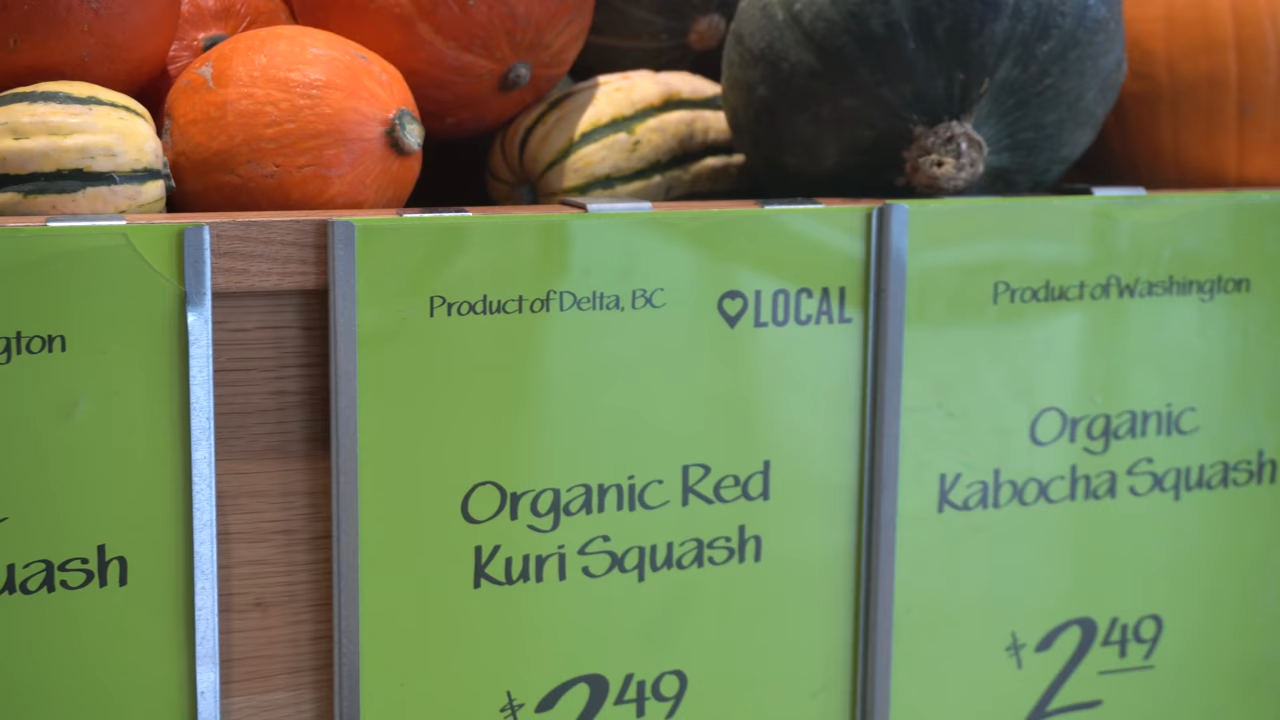 gton
uash
Product of Delta, BC
LOCAL
Organic Red
Kuri Squash
$2.49
Product of Washington
Organic
Kabocha Squash
$2.49